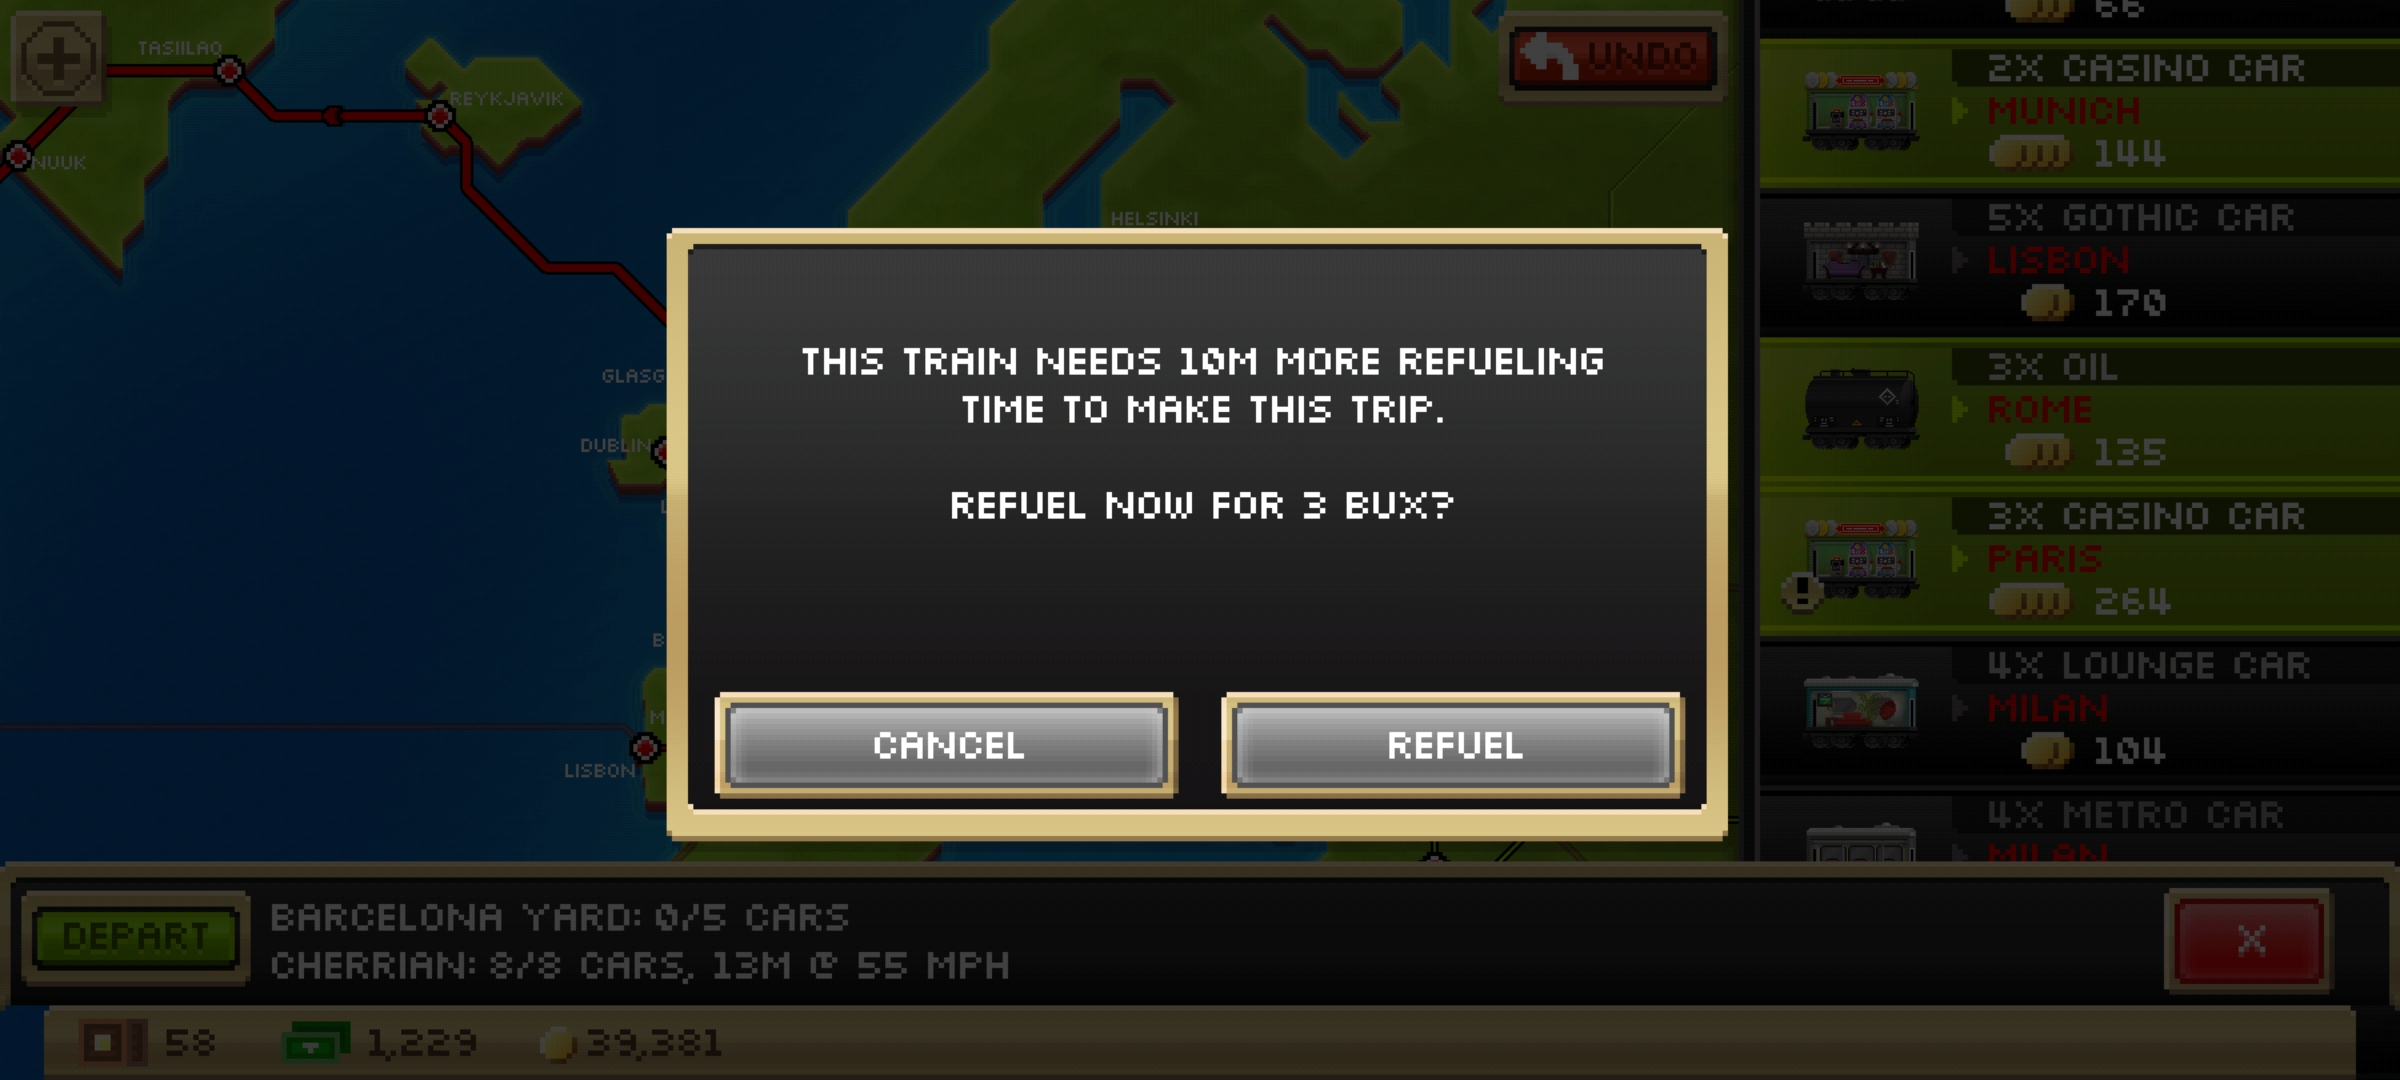 TASIILAQ
REYKJAVIK
NUUK
HELSINKI
GLASG
DUBLIN
LISBON
UNDO
66
2X CASINO CAR
MUNICH
144
5X GOTHIC CAR
LISBON
170
3X OIL
ROME
135
3X CASINO CAR
PARIS
264
4X LOUNGE CAR
MILAN
104
4X METRO CAR
MILAN
THIS TRAIN NEEDS 10M MORE REFUELING
TIME TO MAKE THIS TRIP.
REFUEL NOW FOR 3 BUX?
CANCEL
REFUEL
DEPART
BARCELONA YARD: 0/5 CARS
CHERRIAN: 8/8 CARS, 13M @ 55 MPH
X
58
1,229
39,381